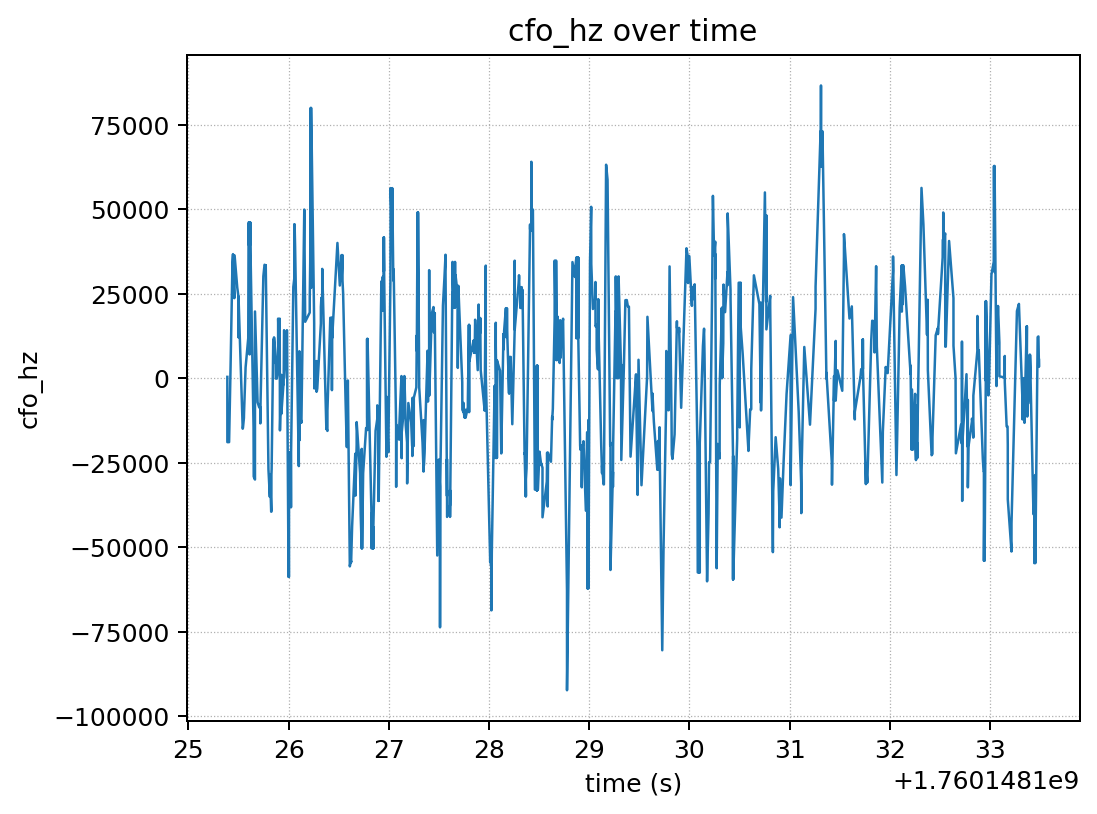 cfo_hz over time
cfo_hz
75000
50000
25000
0
−25000
−50000
−75000
−100000
25 26 27 28 29 30 31 32 33
time (s)
+1.7601481e9